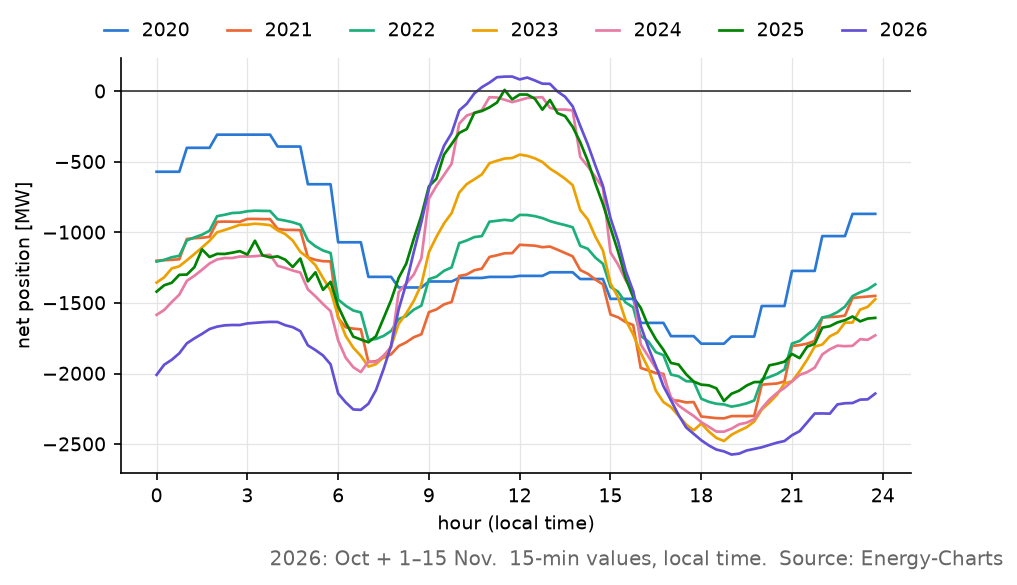 2020 2021 2022 2023 2024 2025 2026
net position [MW]
0
−500
−1000
−1500
−2000
−2500
0 3 6 9 12 15 18 21 24
hour (local time)
2026: Oct + 1–15 Nov. 15-min values, local time. Source: Energy-Charts